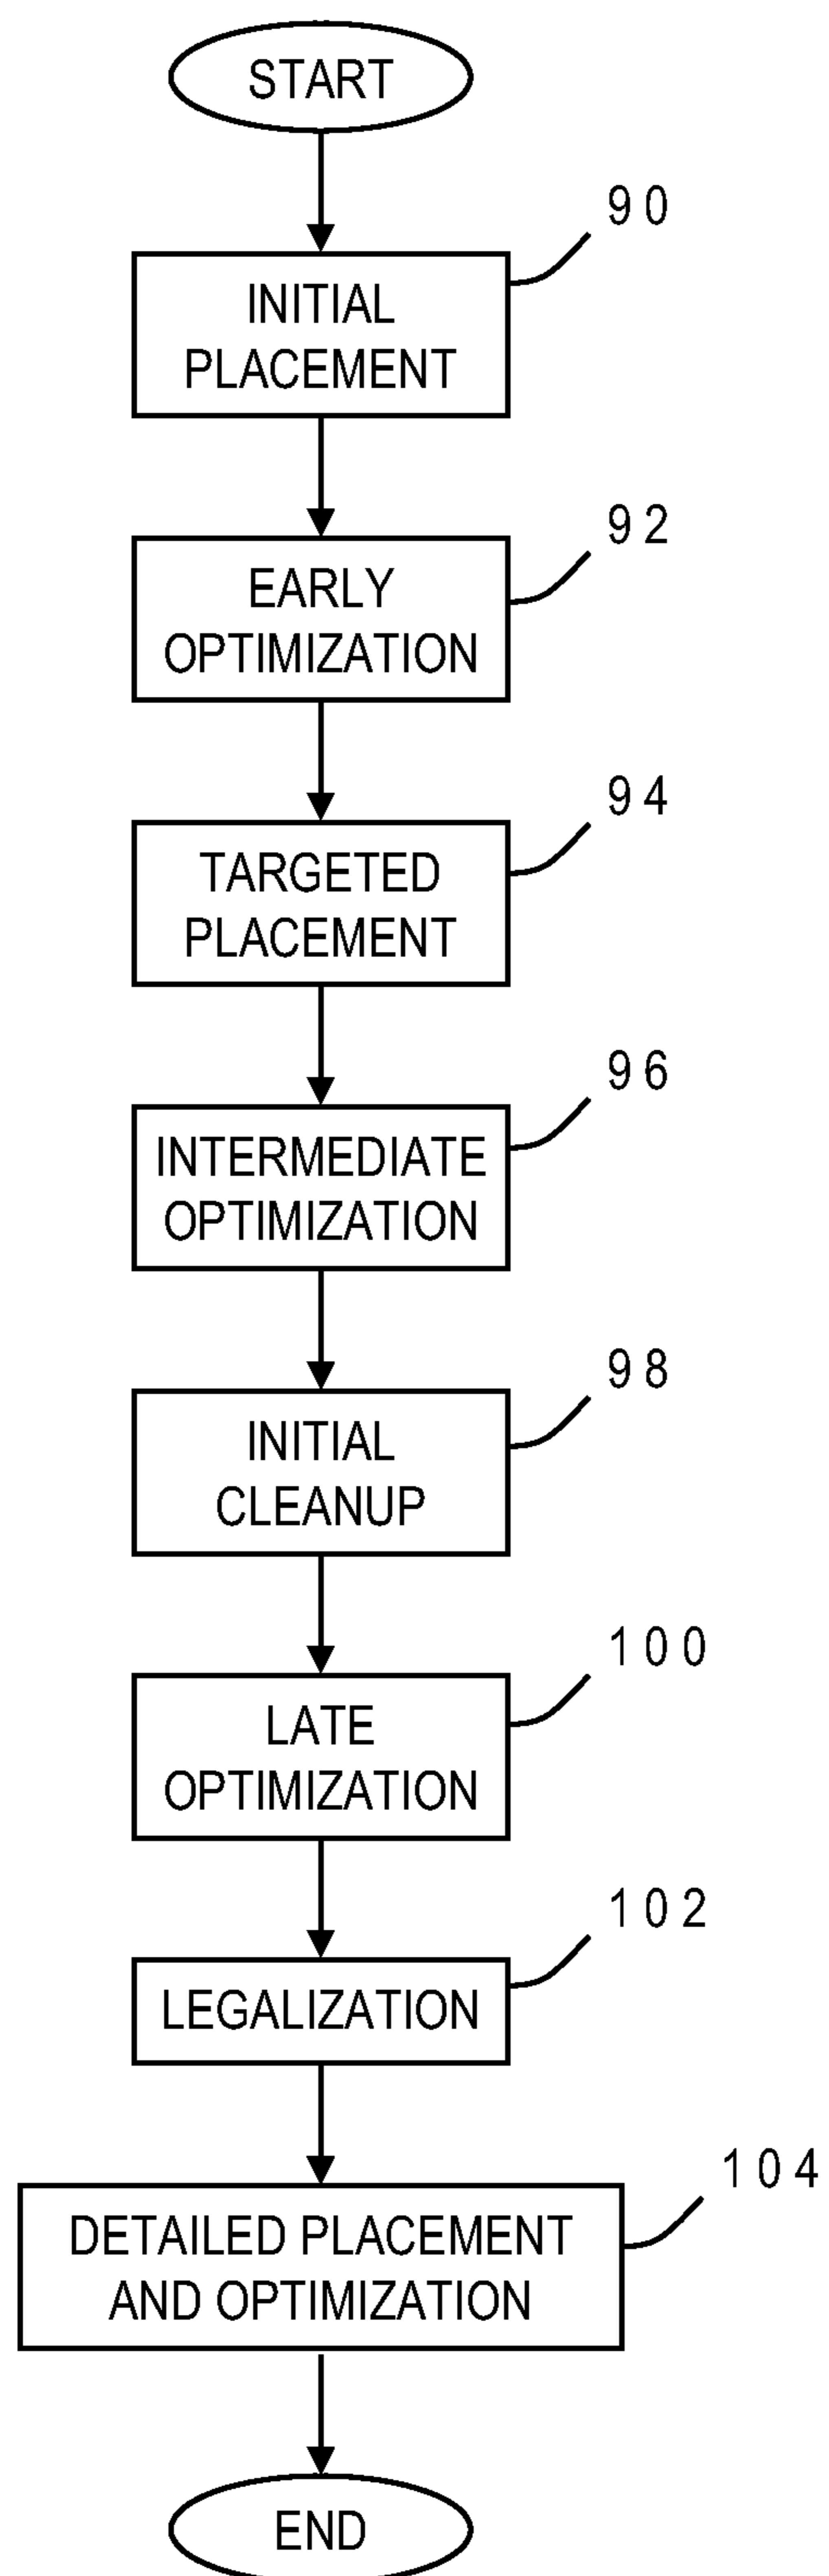 START
90
INITIAL
PLACEMENT
92
EARLY
OPTIMIZATION
94
TARGETED
PLACEMENT
96
INTERMEDIATE
OPTIMIZATION
98
INITIAL
CLEANUP
100
LATE
OPTIMIZATION
102
LEGALIZATION
104
DETAILED PLACEMENT
AND OPTIMIZATION
END